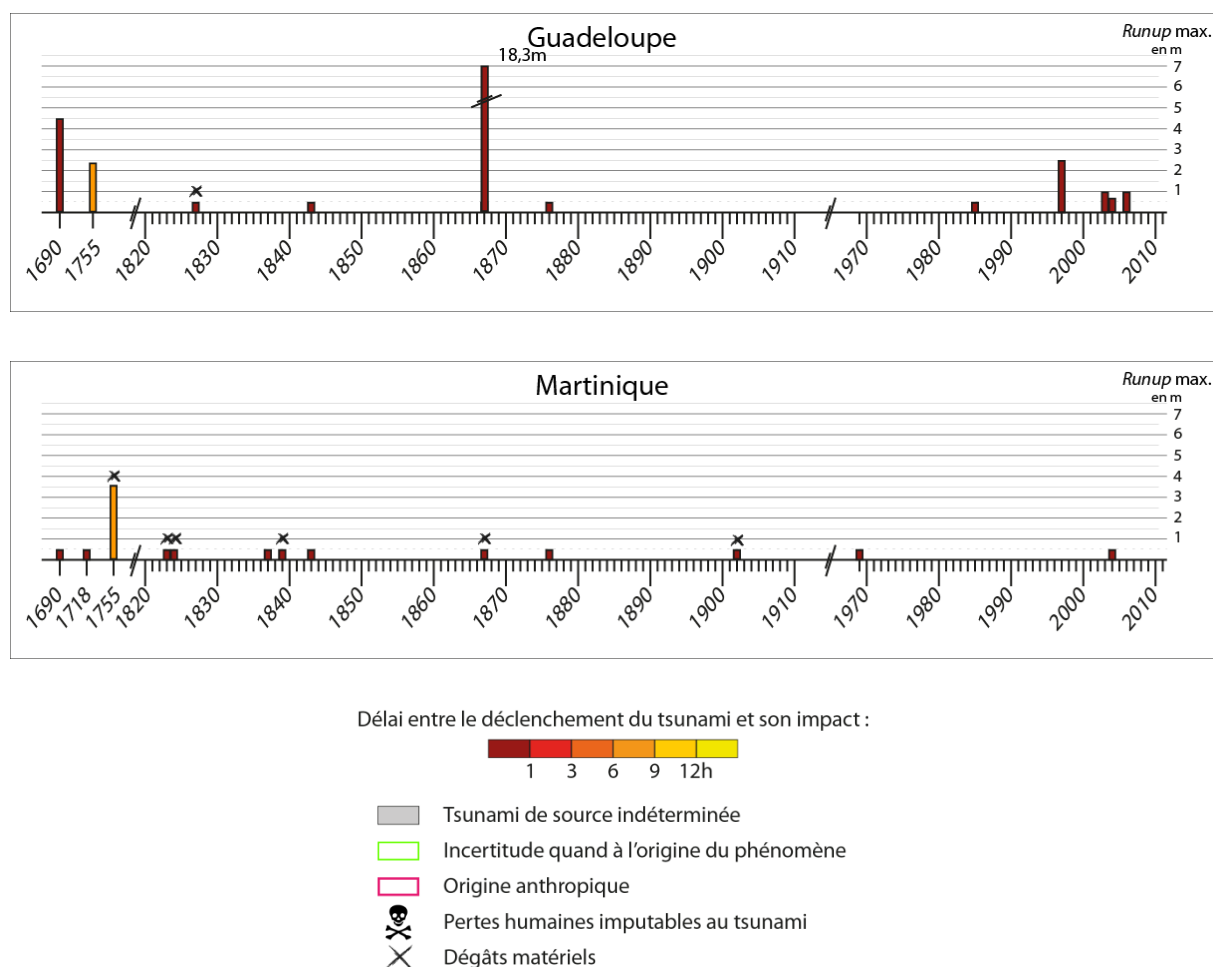 Guadeloupe
Runup max.
en m
18,3m
7
6
5
4
3
2
1
1690 1755 1820 1830 1840 1850 1860 1870 1880 1890 1900 1910 1970 1980 1990 2000 2010
Martinique
Runup max.
en m
7
6
5
4
3
2
1
1690 1718 1755 1820 1830 1840 1850 1860 1870 1880 1890 1900 1910 1970 1980 1990 2000 2010
Délai entre le déclenchement du tsunami et son impact :
1 3 6 9 12h
Tsunami de source indéterminée
Incertitude quand à l'origine du phénomène
Origine anthropique
Pertes humaines imputables au tsunami
Dégâts matériels